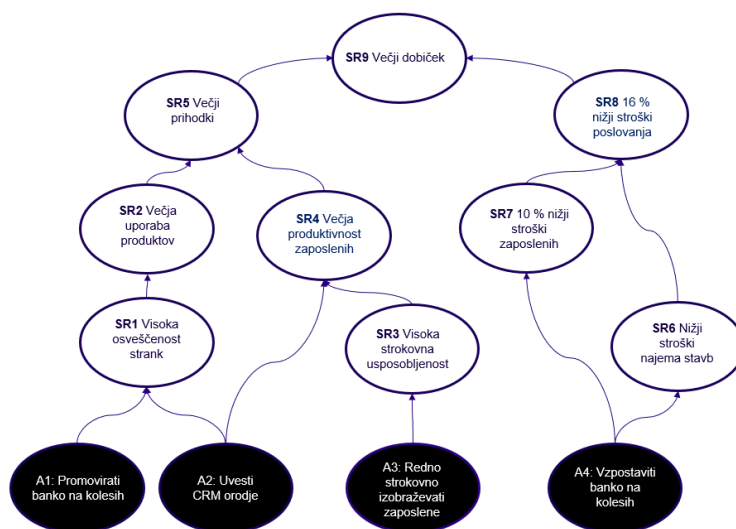 SR9 Večji dobiček
SR5 Večji
prihodki
SR8 16 %
nižji stroški
poslovanja
SR2 Večja
uporaba
produktov
SR4 Večja
produktivnost
zaposlenih
SR7 10 % nižji
stroški
zaposlenih
SR1 Visoka
osveščenost
strank
SR3 Visoka
strokovna
usposobljenost
SR6 Nižji
stroški
najema stavb
A1: Promovirati
banko na kolesih
A2: Uvesti
CRM orodje
A3: Redno
strokovno
izobraževati
zaposlene
A4: Vzpostaviti
banko na
kolesih